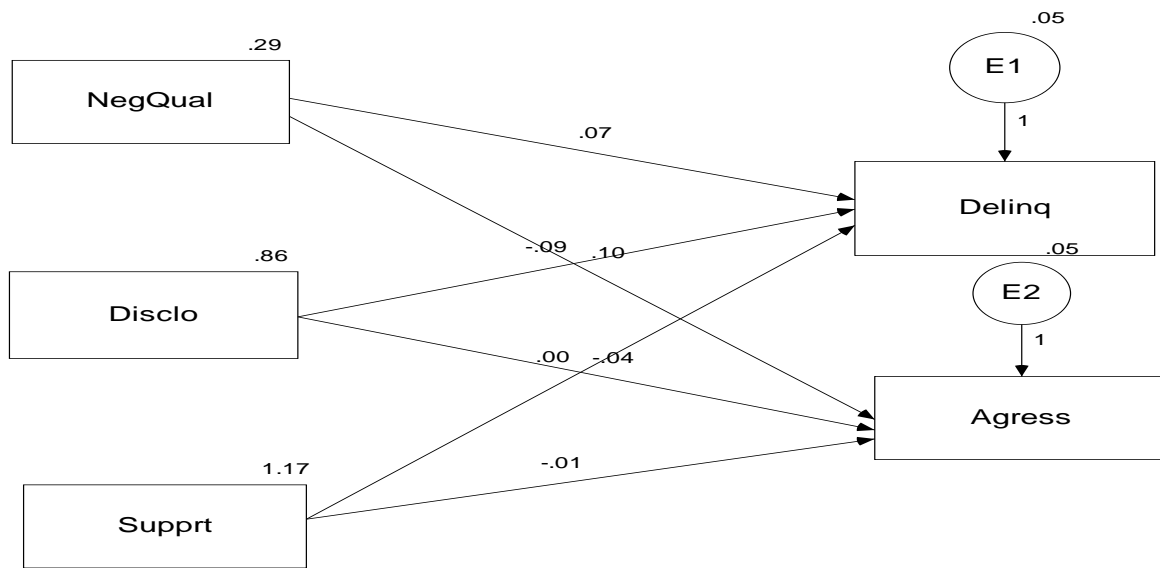 .05
.29
E1
NegQual
1
.07
Delinq
-.09
.10
.05
.86
E2
Disclo
1
.00
-.04
Agress
-.01
1.17
Supprt